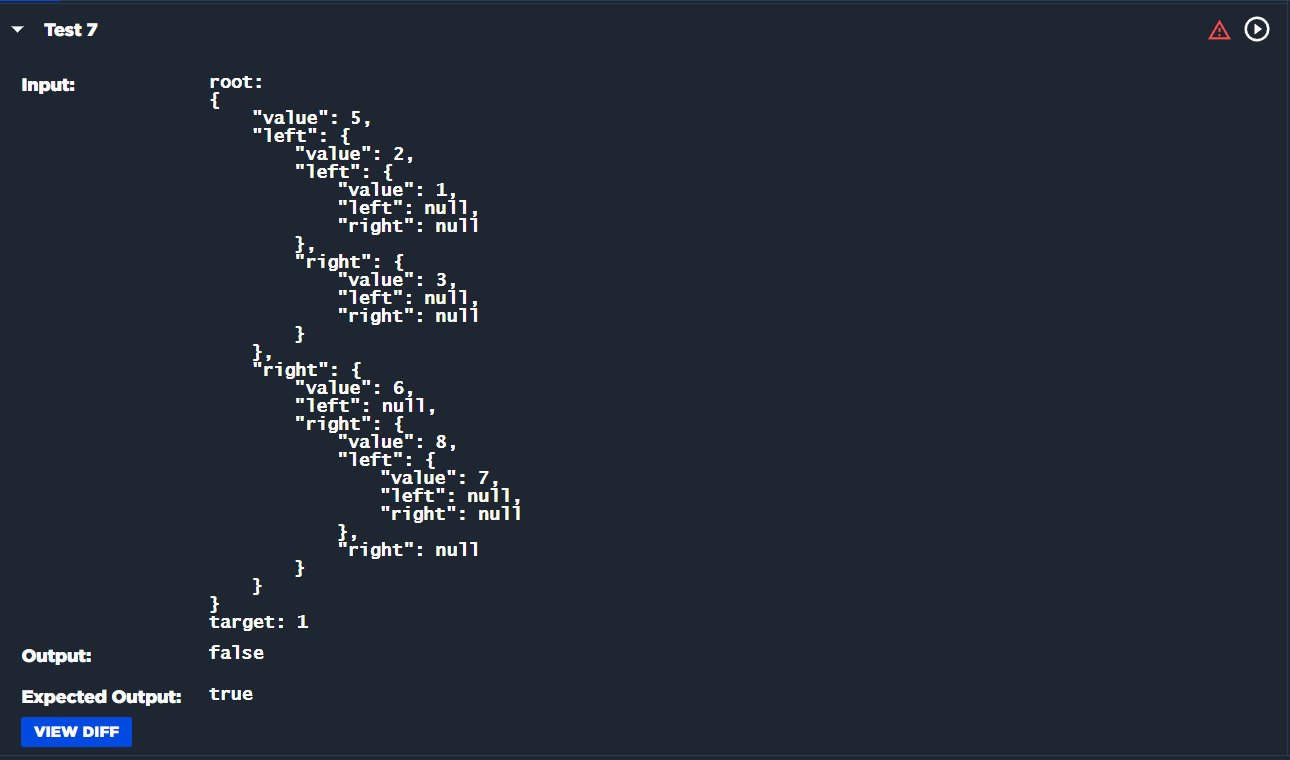 Test 7
Input:
root:
{
    "value": 5,
    "left": {
        "value": 2,
        "left": {
            "value": 1,
            "left": null,
            "right": null
        },
        "right": {
            "value": 3,
            "left": null,
            "right": null
        }
    },
    "right": {
        "value": 6,
        "left": null,
        "right": {
            "value": 8,
            "left": {
                "value": 7,
                "left": null,
                "right": null
            },
            "right": null
        }
    }
}
target: 1
Output: false
Expected Output: true
VIEW DIFF